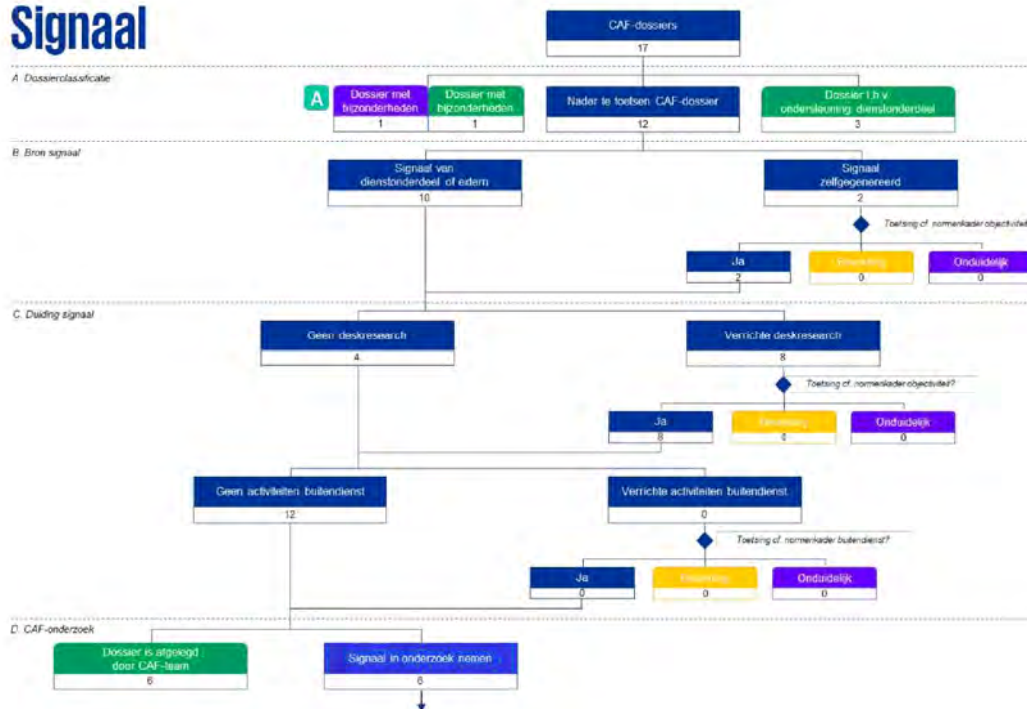 Signaal
CAF-dossiers
17
A. Dossierclassificatie
A
Dossier met
bijzonderheden
1
Dossier met
bijzonderheden
1
Nader te toetsen CAF-dossier
12
Dossier i.h.v.
ondersteuning dienstonderdeel
3
B. Bron signaal
Signaal van
dienstonderdeel of extern
10
Signaal
zelfgegenereerd
2
Toetsing cf. normenkader objectiviteit
Ja
2
0
Onduidelijk
0
C. Duiding signaal
Geen deskresearch
4
Verrichte deskresearch
8
Toetsing cf. normenkader objectiviteit?
Ja
8
0
Onduidelijk
0
Geen activiteiten buitendienst
12
Verrichte activiteiten buitendienst
0
Toetsing cf. normenkader buitendienst?
Ja
0
0
Onduidelijk
0
D. CAF-onderzoek
Dossier is afgelegd
door CAF-team
6
Signaal in onderzoek nemen
6